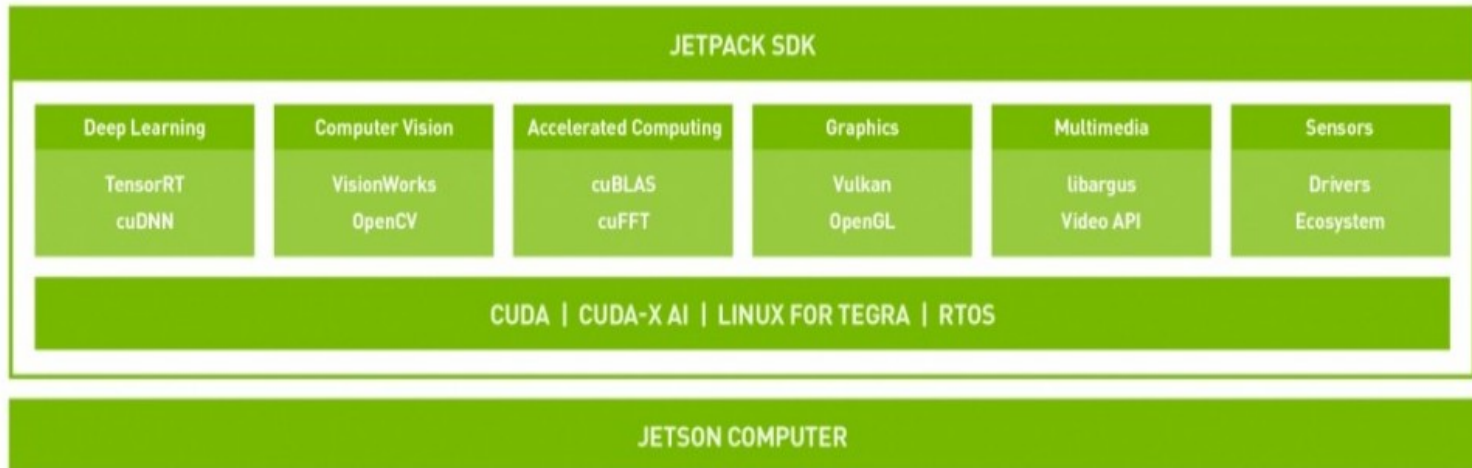 JETPACK SDK
Deep Learning
TensorRT
cuDNN
Computer Vision
VisionWorks
OpenCV
Accelerated Computing
cuBLAS
cuFFT
Graphics
Vulkan
OpenGL
Multimedia
libargus
Video API
Sensors
Drivers
Ecosystem
CUDA | CUDA-X AI | LINUX FOR TEGRA | RTOS
JETSON COMPUTER